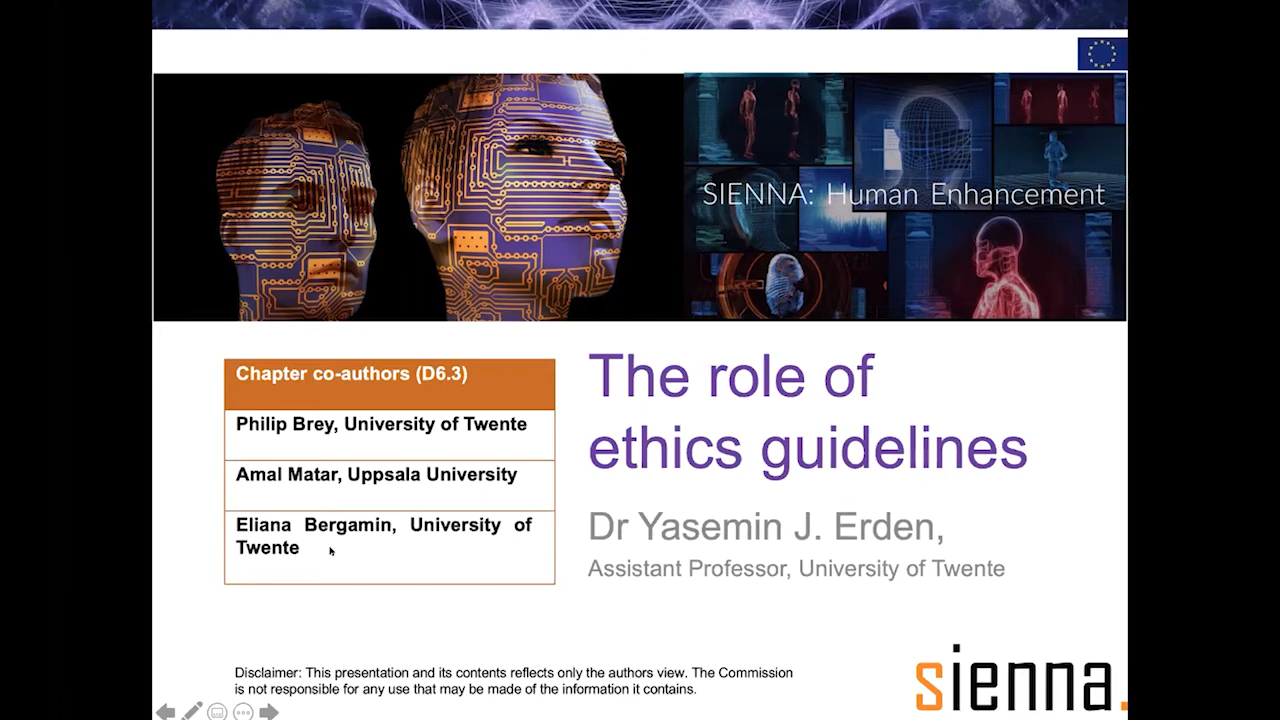 SIENNA: Human Enhancement
Chapter co-authors (D6.3)
Philip Brey, University of Twente
Amal Matar, Uppsala University
Eliana Bergamin, University of
Twente
The role of
ethics guidelines
Dr Yasemin J. Erden,
Assistant Professor, University of Twente
Disclaimer: This presentation and its contents reflects only the authors view. The Commission
is not responsible for any use that may be made of the information it contains.
sienna.